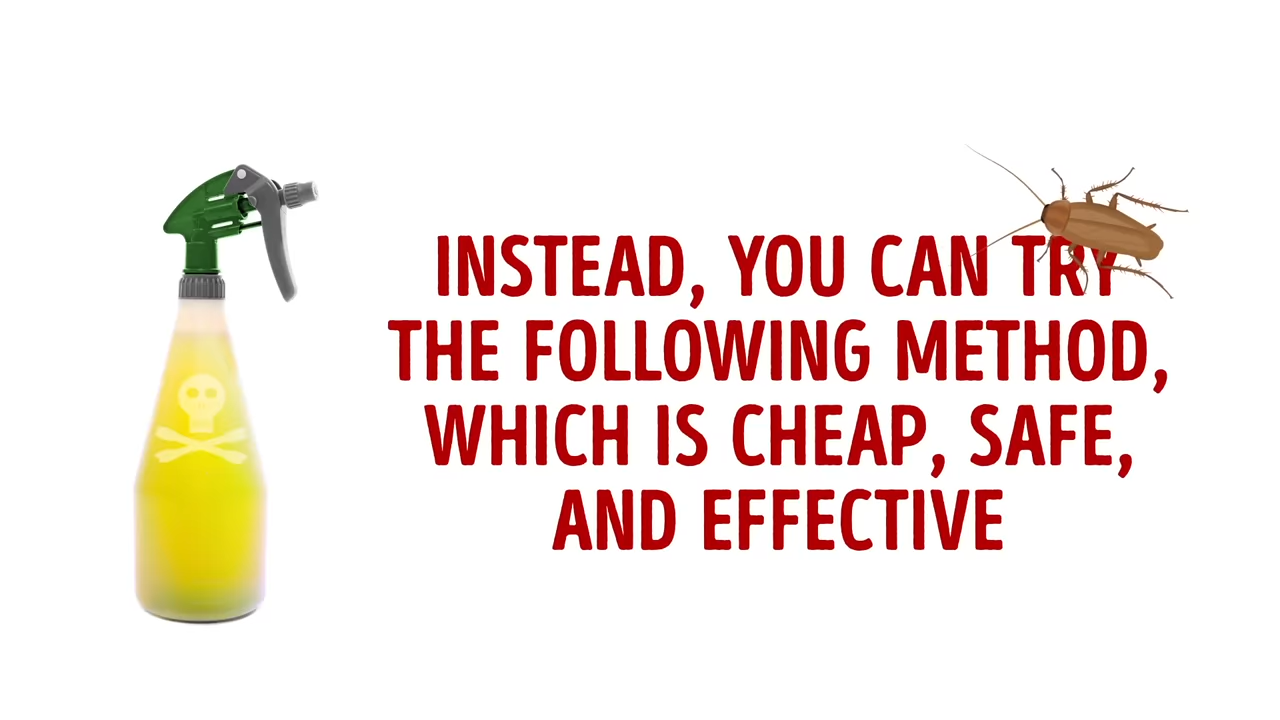 INSTEAD, YOU CAN TRY
THE FOLLOWING METHOD,
WHICH IS CHEAP, SAFE,
AND EFFECTIVE